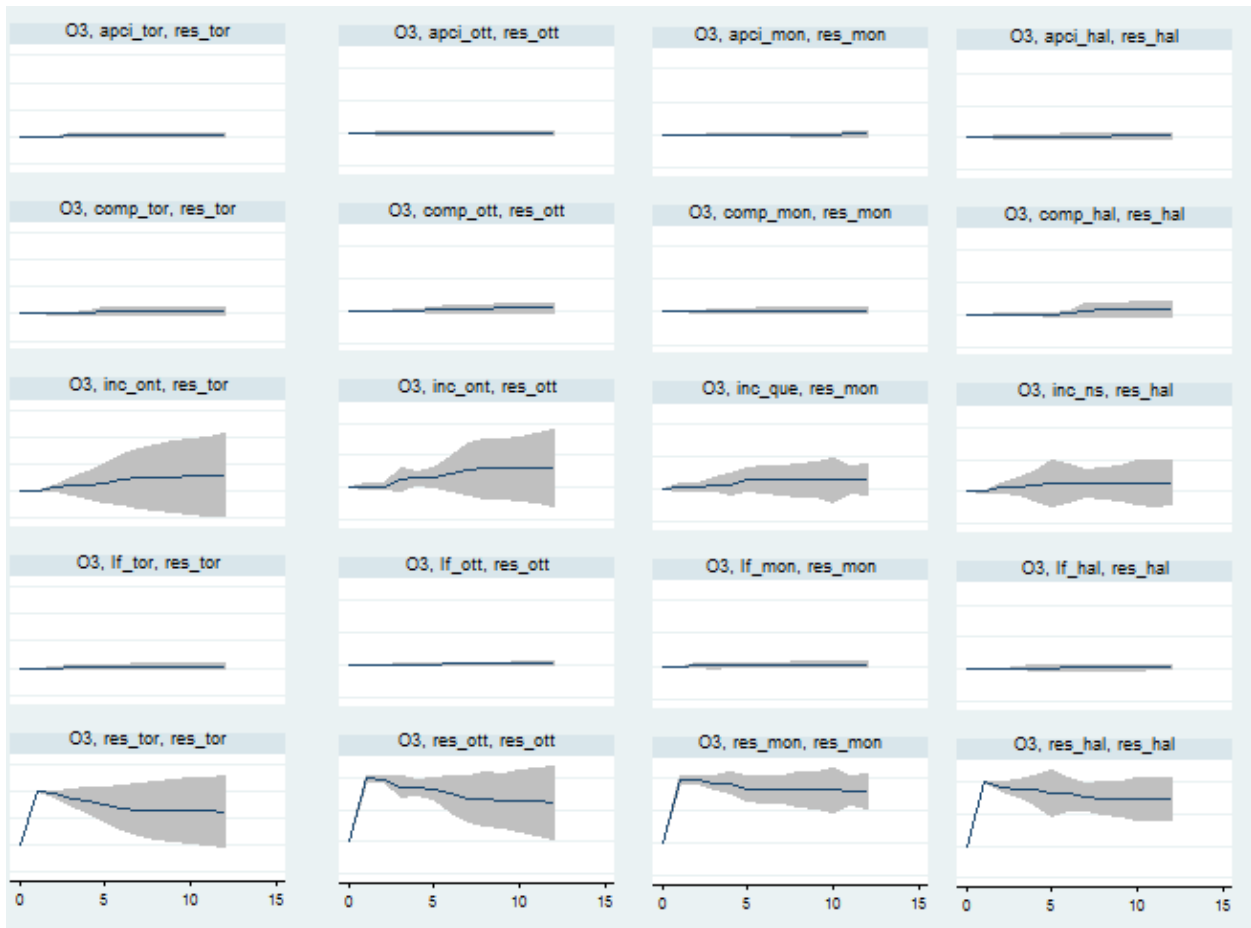 O3, apci_tor, res_tor
O3, apci_ott, res_ott
O3, apci_mon, res_mon
O3, apci_hal, res_hal
O3, comp_tor, res_tor
O3, comp_ott, res_ott
O3, comp_mon, res_mon
O3, comp_hal, res_hal
O3, inc_ont, res_tor
O3, inc_ont, res_ott
O3, inc_que, res_mon
O3, inc_ns, res_hal
O3, lf_tor, res_tor
O3, lf_ott, res_ott
O3, lf_mon, res_mon
O3, lf_hal, res_hal
O3, res_tor, res_tor
O3, res_ott, res_ott
O3, res_mon, res_mon
O3, res_hal, res_hal
0 5 10 15
0 5 10 15
0 5 10 15
0 5 10 15